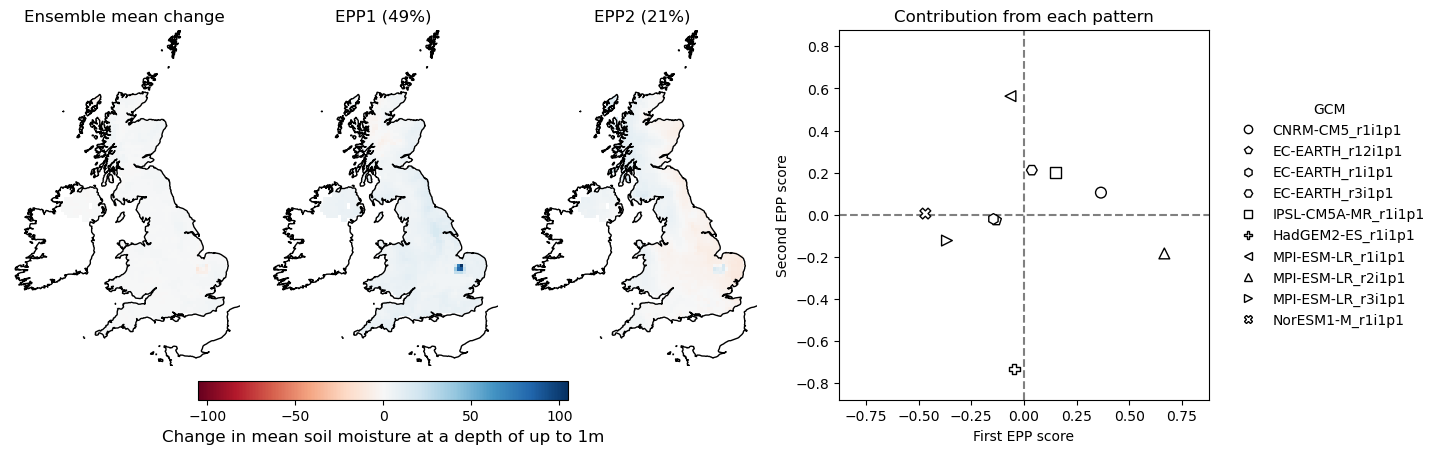 Ensemble mean change
EPP1 (49%)
EPP2 (21%)
−100
−50
0
50
100
Change in mean soil moisture at a depth of up to 1m
Contribution from each pattern
0.8
0.6
0.4
0.2
0.0
−0.2
−0.4
−0.6
−0.8
Second EPP score
−0.75
−0.50
−0.25
0.00
0.25
0.50
0.75
First EPP score
GCM
CNRM-CM5_r1i1p1
EC-EARTH_r12i1p1
EC-EARTH_r1i1p1
EC-EARTH_r3i1p1
IPSL-CM5A-MR_r1i1p1
HadGEM2-ES_r1i1p1
MPI-ESM-LR_r1i1p1
MPI-ESM-LR_r2i1p1
MPI-ESM-LR_r3i1p1
NorESM1-M_r1i1p1